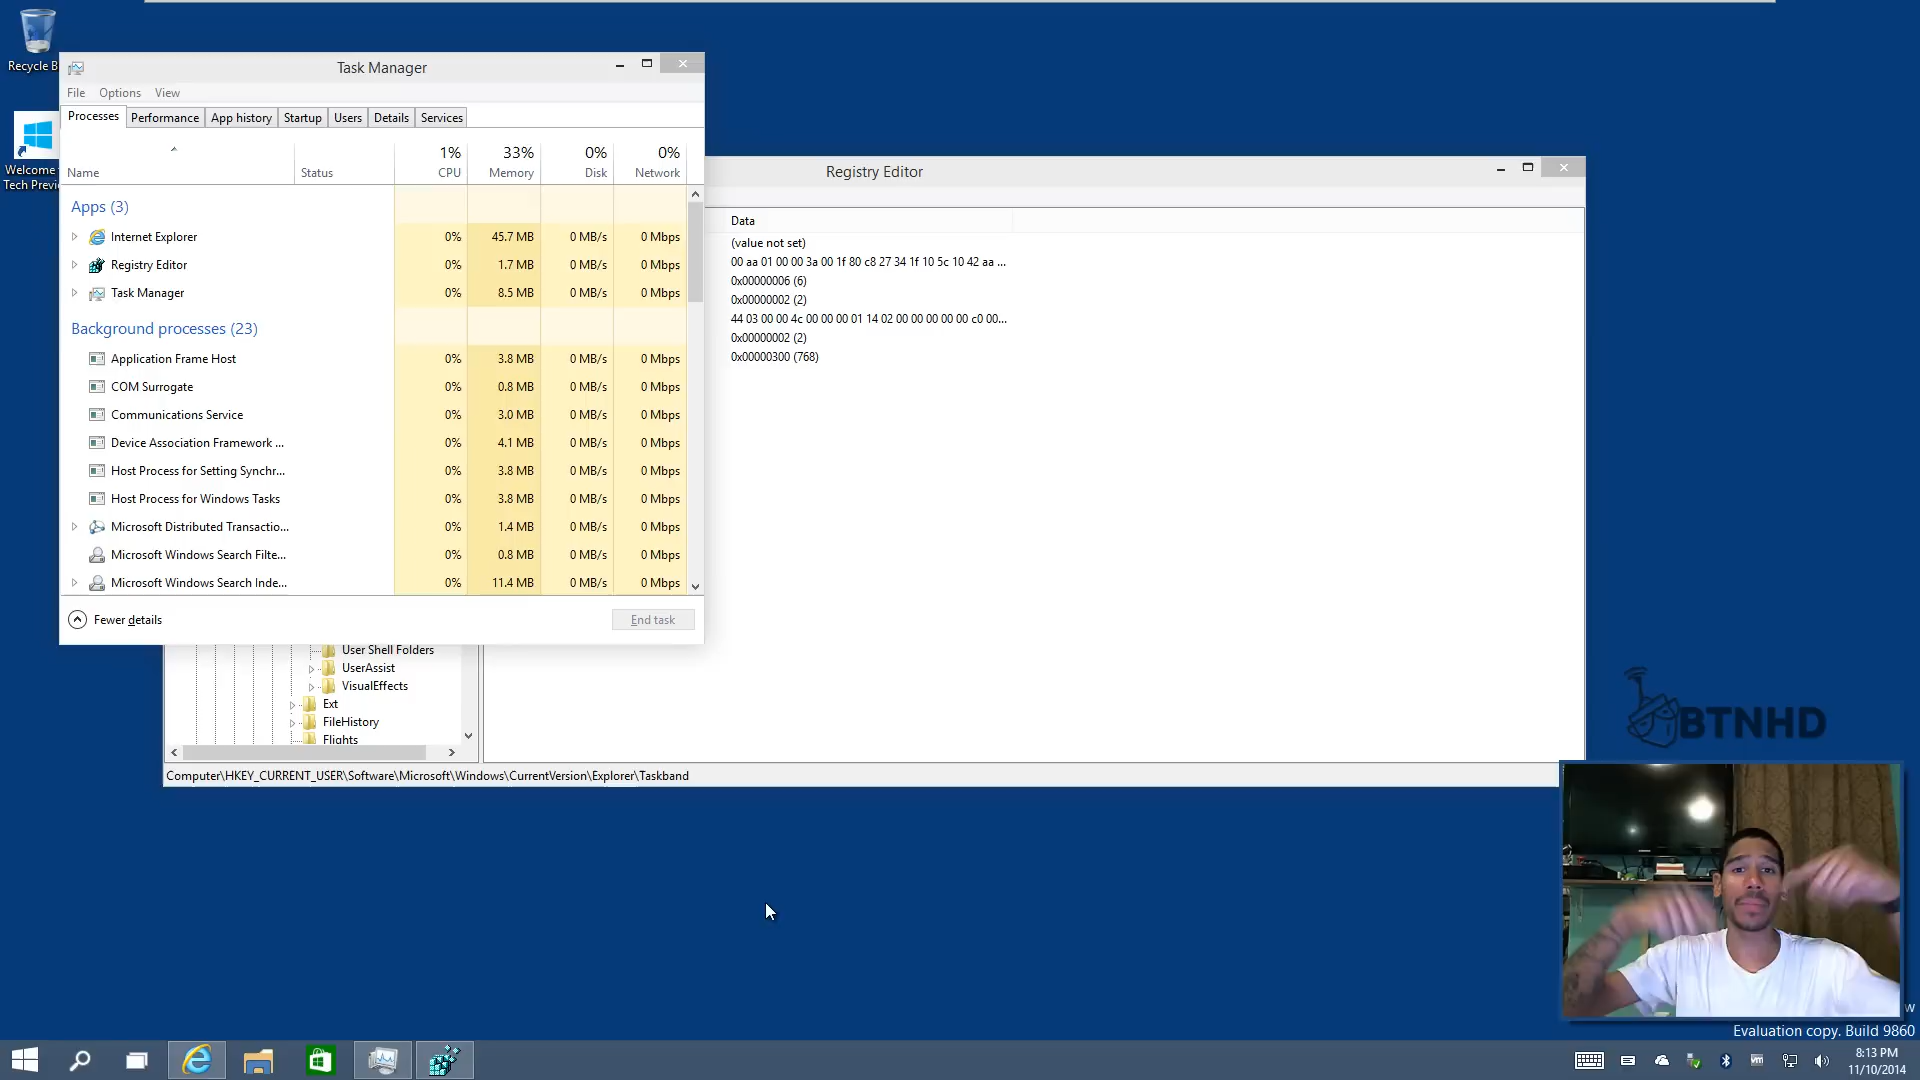 Recycle B
Welcome
Tech Previ
Task Manager
File Options View
Processes Performance App history Startup Users Details Services
1% 33% 0% 0%
Name Status CPU Memory Disk Network
Apps (3)
Internet Explorer 0% 45.7 MB 0 MB/s 0 Mbps
Registry Editor 0% 1.7 MB 0 MB/s 0 Mbps
Task Manager 0% 8.5 MB 0 MB/s 0 Mbps
Background processes (23)
Application Frame Host 0% 3.8 MB 0 MB/s 0 Mbps
COM Surrogate 0% 0.8 MB 0 MB/s 0 Mbps
Communications Service 0% 3.0 MB 0 MB/s 0 Mbps
Device Association Framework ... 0% 4.1 MB 0 MB/s 0 Mbps
Host Process for Setting Synchr... 0% 3.8 MB 0 MB/s 0 Mbps
Host Process for Windows Tasks 0% 3.8 MB 0 MB/s 0 Mbps
Microsoft Distributed Transactio... 0% 1.4 MB 0 MB/s 0 Mbps
Microsoft Windows Search Filte... 0% 0.8 MB 0 MB/s 0 Mbps
Microsoft Windows Search Inde... 0% 11.4 MB 0 MB/s 0 Mbps
Fewer details End task
Registry Editor
Data
(value not set)
00 aa 01 00 00 3a 00 1f 80 c8 27 34 1f 10 5c 10 42 aa ...
0x00000006 (6)
0x00000002 (2)
44 03 00 00 4c 00 00 00 01 14 02 00 00 00 00 00 c0 00...
0x00000002 (2)
0x00000300 (768)
User Shell Folders
UserAssist
VisualEffects
Ext
FileHistory
Flights
Computer\HKEY_CURRENT_USER\Software\Microsoft\Windows\CurrentVersion\Explorer\Taskband
BTNHD
w
Evaluation copy. Build 9860
8:13 PM
11/10/2014